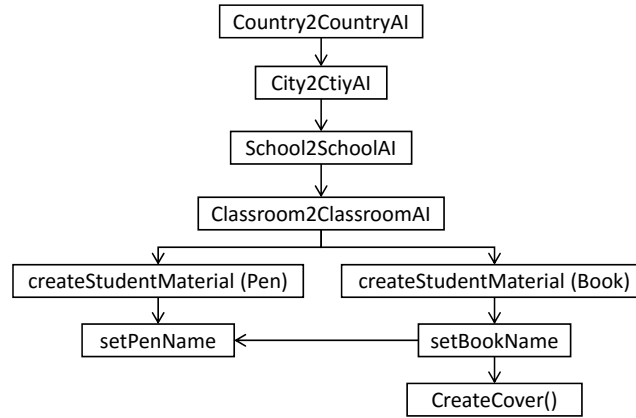 Country2CountryAI
City2CtiyAI
School2SchoolAI
Classroom2ClassroomAI
createStudentMaterial (Pen)
createStudentMaterial (Book)
setPenName
setBookName
CreateCover()